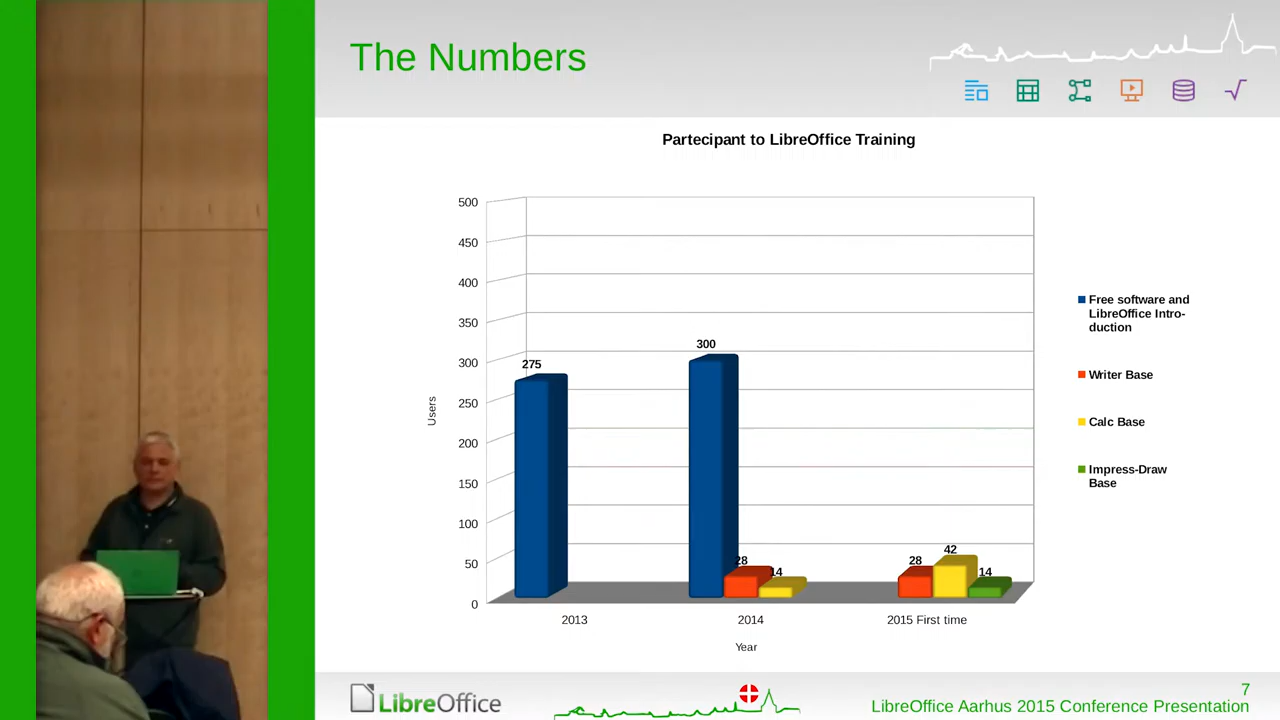 The Numbers
Partecipant to LibreOffice Training
500
450
400
350
300
250
200
150
100
50
0
Users
275
300
28
14
28
42
14
2013
2014
2015 First time
Year
Free software and
LibreOffice Intro-
duction
Writer Base
Calc Base
Impress-Draw
Base
LibreOffice
7
LibreOffice Aarhus 2015 Conference Presentation